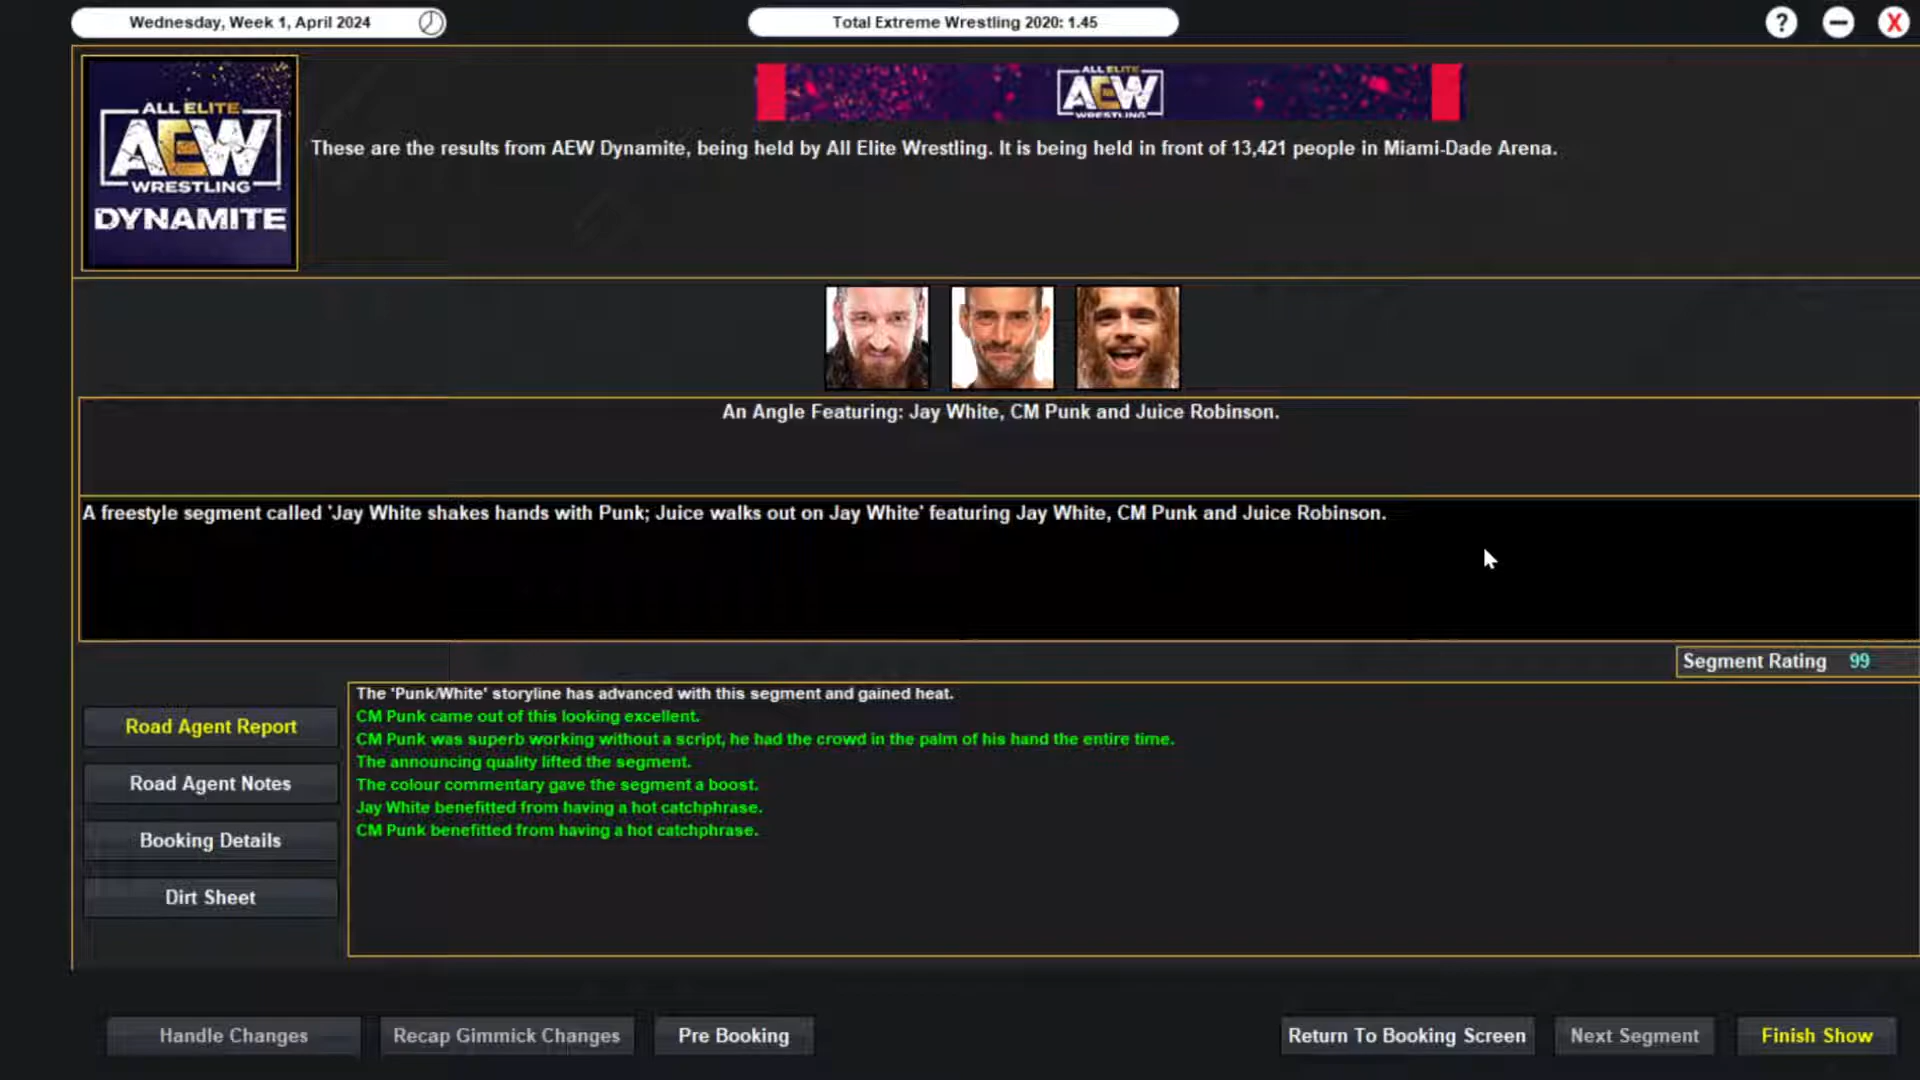 Wednesday, Week 1, April 2024
Total Extreme Wrestling 2020: 1.45
?
X
ALL ELITE
AEW
WRESTLING
DYNAMITE
ALL ELITE
AEW
WRESTLING
These are the results from AEW Dynamite, being held by All Elite Wrestling. It is being held in front of 13,421 people in Miami-Dade Arena.
An Angle Featuring: Jay White, CM Punk and Juice Robinson.
A freestyle segment called 'Jay White shakes hands with Punk; Juice walks out on Jay White' featuring Jay White, CM Punk and Juice Robinson.
Segment Rating 99
Road Agent Report
Road Agent Notes
Booking Details
Dirt Sheet
The 'Punk/White' storyline has advanced with this segment and gained heat.
CM Punk came out of this looking excellent.
CM Punk was superb working without a script, he had the crowd in the palm of his hand the entire time.
The announcing quality lifted the segment.
The colour commentary gave the segment a boost.
Jay White benefitted from having a hot catchphrase.
CM Punk benefitted from having a hot catchphrase.
Handle Changes
Recap Gimmick Changes
Pre Booking
Return To Booking Screen
Next Segment
Finish Show